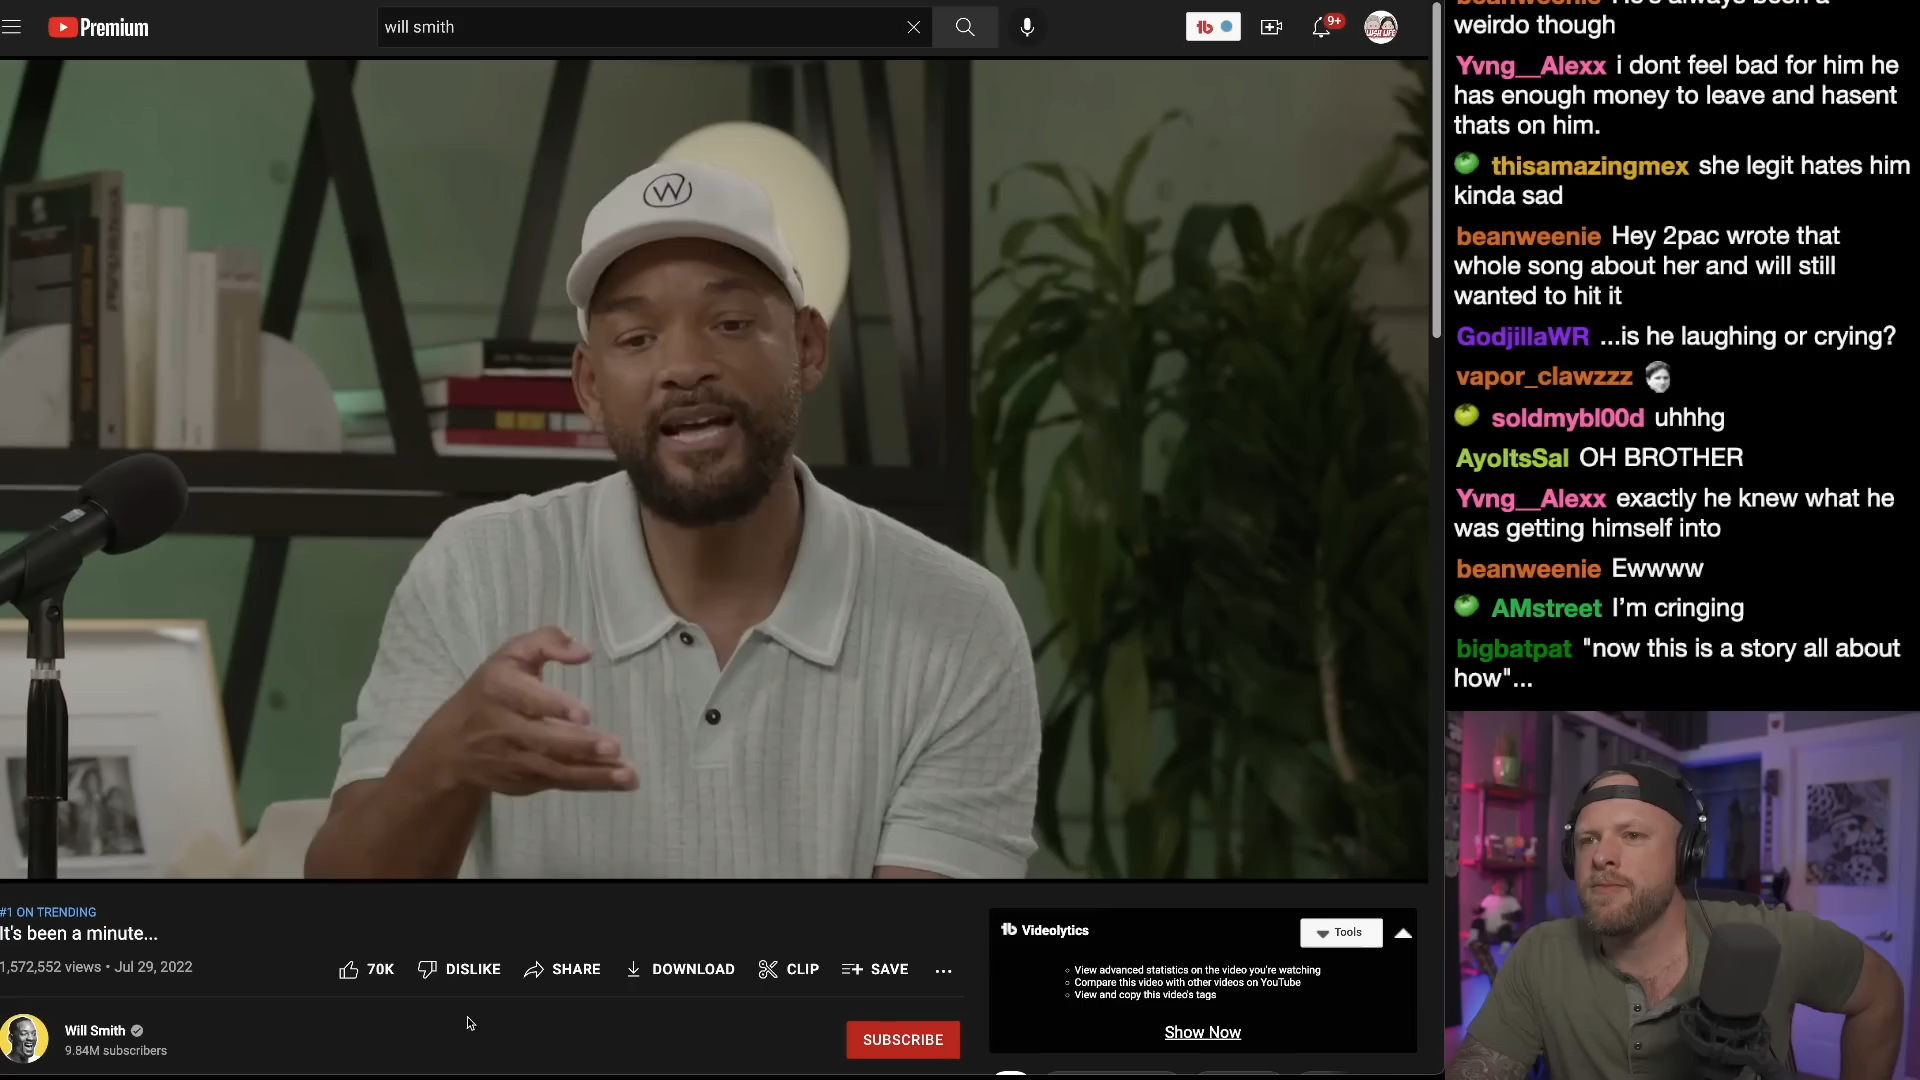 Premium
will smith
9+
LUSH LIFE
W
#1 ON TRENDING
It's been a minute...
1,572,552 views • Jul 29, 2022
70K
DISLIKE
SHARE
DOWNLOAD
CLIP
SAVE
...
Will Smith
9.84M subscribers
SUBSCRIBE
Videolytics
Tools
View advanced statistics on the video you're watching
Compare this video with other videos on YouTube
View and copy this video's tags
Show Now
weirdo though
Yvng__Alexx i dont feel bad for him he
has enough money to leave and hasent
thats on him.
thisamazingmex she legit hates him
kinda sad
beanweenie Hey 2pac wrote that
whole song about her and will still
wanted to hit it
GodjillaWR ...is he laughing or crying?
vapor_clawzzz
soldmybl00d uhhhg
AyoItsSal OH BROTHER
Yvng__Alexx exactly he knew what he
was getting himself into
beanweenie Ewwww
AMstreet I’m cringing
bigbatpat "now this is a story all about
how"...